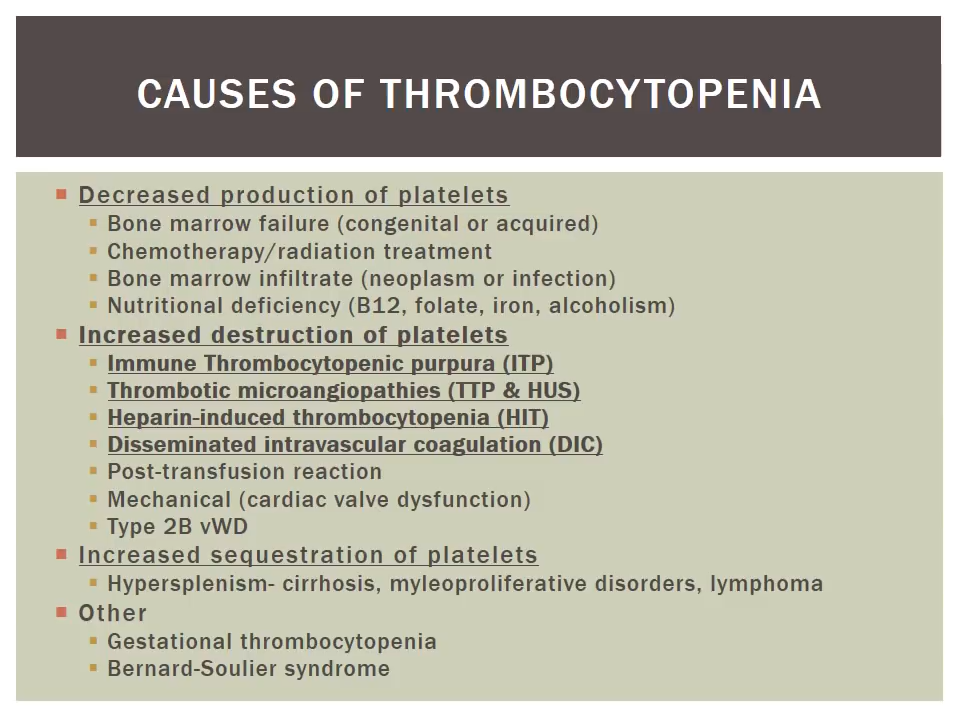 CAUSES OF THROMBOCYTOPENIA
Decreased production of platelets
Bone marrow failure (congenital or acquired)
Chemotherapy/radiation treatment
Bone marrow infiltrate (neoplasm or infection)
Nutritional deficiency (B12, folate, iron, alcoholism)
Increased destruction of platelets
Immune Thrombocytopenic purpura (ITP)
Thrombotic microangiopathies (TTP & HUS)
Heparin-induced thrombocytopenia (HIT)
Disseminated intravascular coagulation (DIC)
Post-transfusion reaction
Mechanical (cardiac valve dysfunction)
Type 2B vWD
Increased sequestration of platelets
Hypersplenism- cirrhosis, myleoproliferative disorders, lymphoma
Other
Gestational thrombocytopenia
Bernard-Soulier syndrome